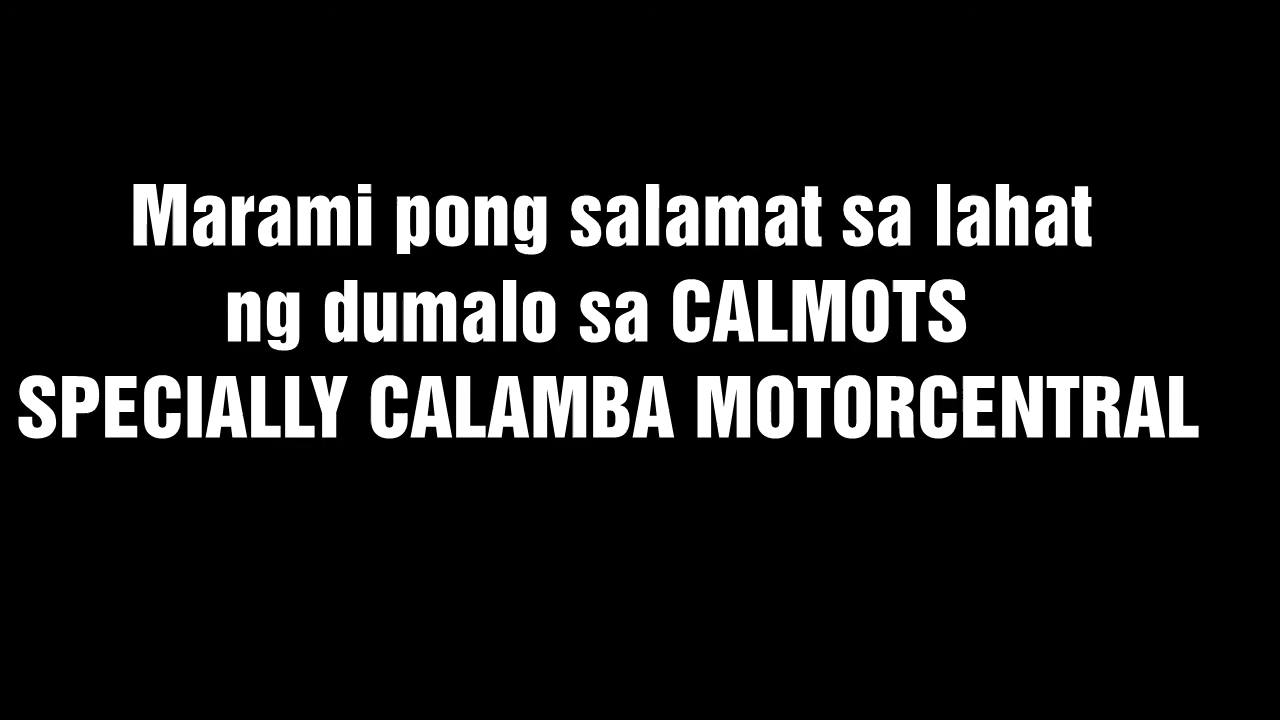 Marami pong salamat sa lahat
ng dumalo sa CALMOTS
SPECIALLY CALAMBA MOTORCENTRAL